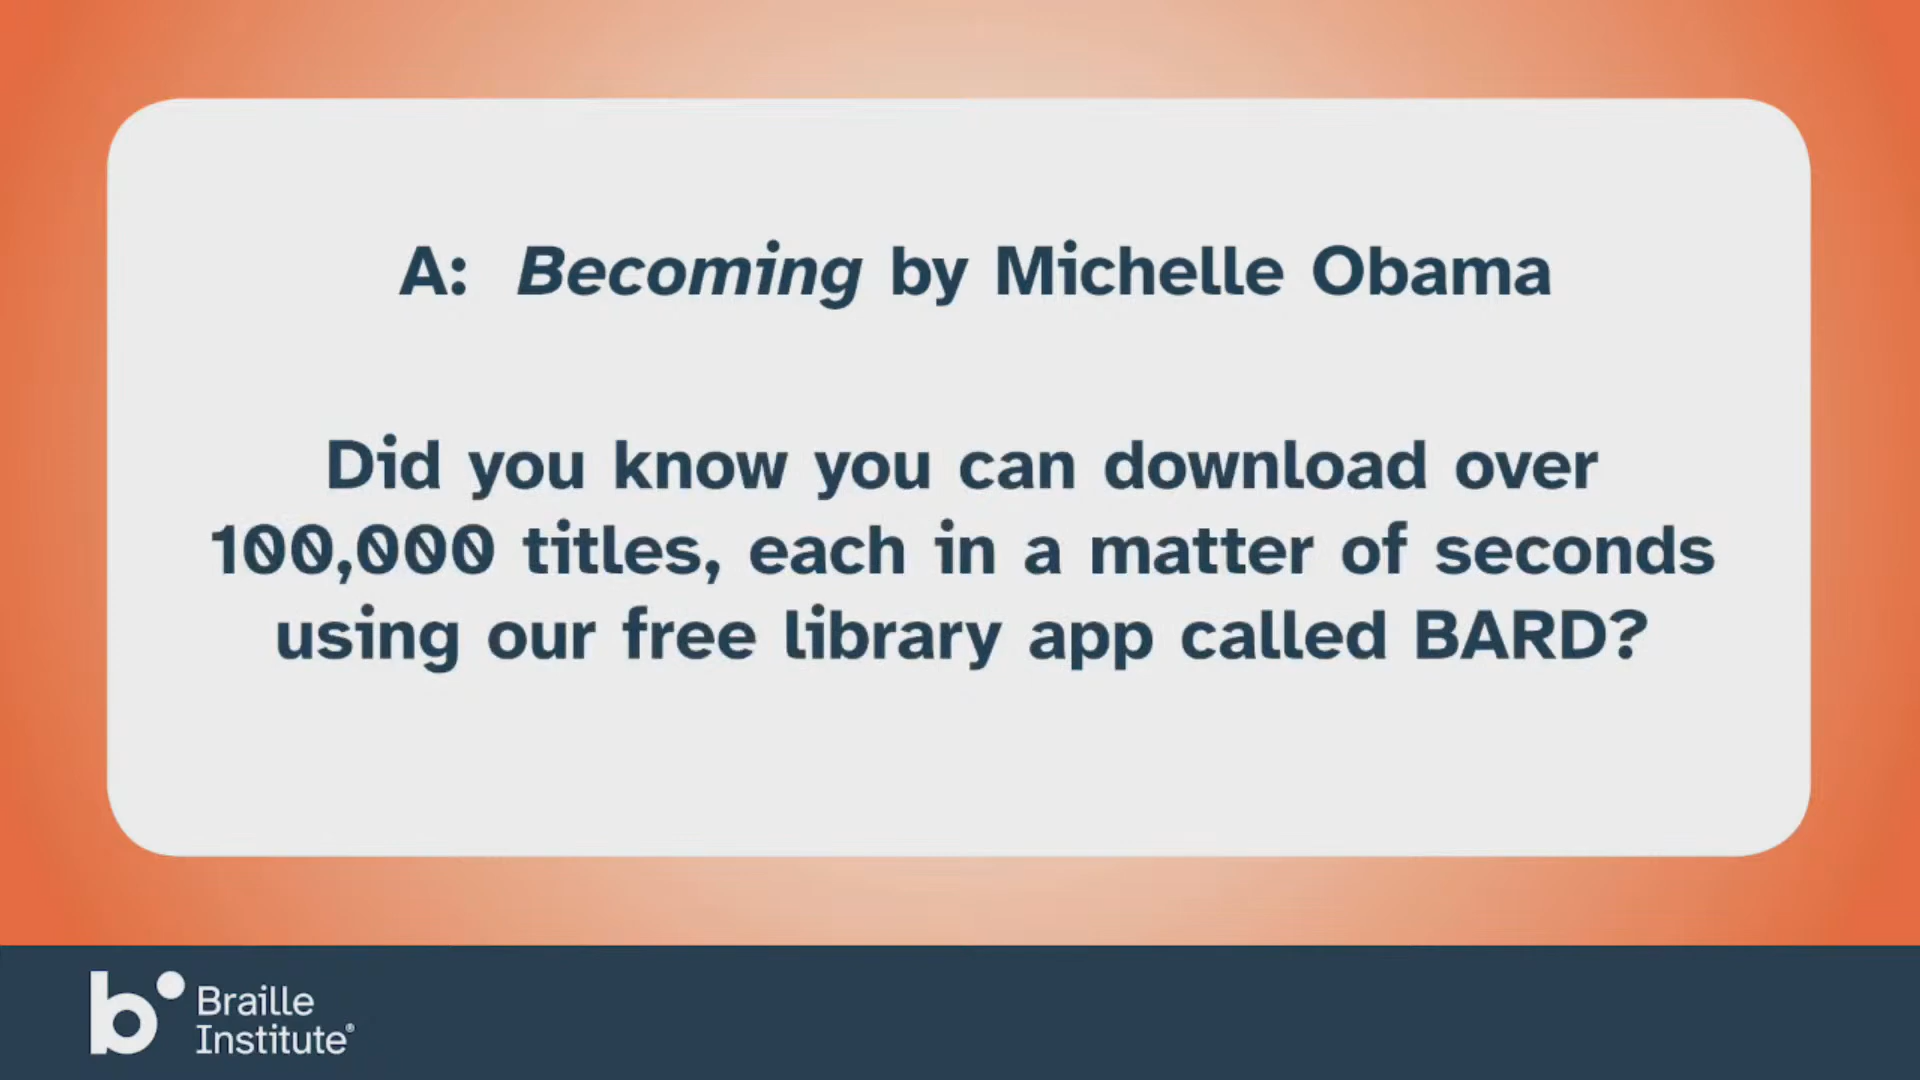 A: Becoming by Michelle Obama
Did you know you can download over
100,000 titles, each in a matter of seconds
using our free library app called BARD?
b
Braille
Institute®